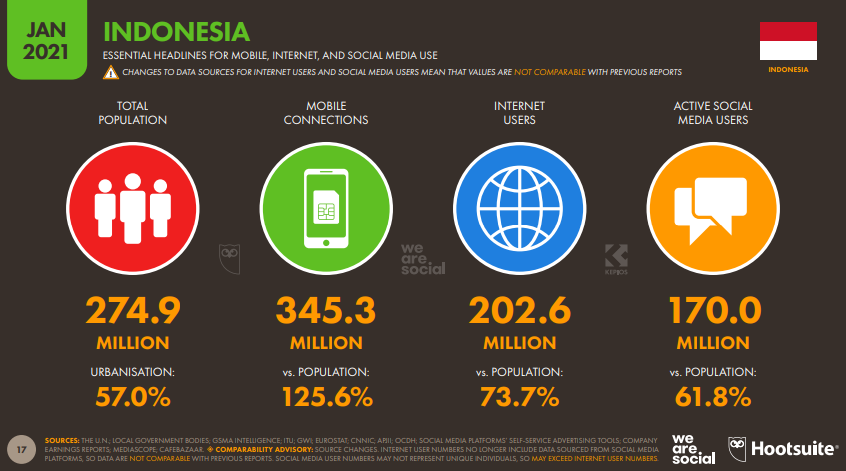 JAN
2021
INDONESIA
ESSENTIAL HEADLINES FOR MOBILE, INTERNET, AND SOCIAL MEDIA USE
CHANGES TO DATA SOURCES FOR INTERNET USERS AND SOCIAL MEDIA USERS MEAN THAT VALUES ARE NOT COMPARABLE WITH PREVIOUS REPORTS
INDONESIA
TOTAL
POPULATION
MOBILE
CONNECTIONS
INTERNET
USERS
ACTIVE SOCIAL
MEDIA USERS
we
are
social
KEPIOS
274.9
MILLION
URBANISATION:
57.0%
345.3
MILLION
vs. POPULATION:
125.6%
202.6
MILLION
vs. POPULATION:
73.7%
170.0
MILLION
vs. POPULATION:
61.8%
17
SOURCES: THE U.N.; LOCAL GOVERNMENT BODIES; GSMA INTELLIGENCE; ITU; GWI; EUROSTAT; CNNIC; APJII; OCDH; SOCIAL MEDIA PLATFORMS' SELF-SERVICE ADVERTISING TOOLS; COMPANY
EARNINGS REPORTS; MEDIASCOPE; CAFEBAZAAR. COMPARABILITY ADVISORY: SOURCE CHANGES. INTERNET USER NUMBERS NO LONGER INCLUDE DATA SOURCED FROM SOCIAL MEDIA
PLATFORMS, SO DATA ARE NOT COMPARABLE WITH PREVIOUS REPORTS. SOCIAL MEDIA USER NUMBERS MAY NOT REPRESENT UNIQUE INDIVIDUALS, SO MAY EXCEED INTERNET USER NUMBERS.
we
are
social
Hootsuite®